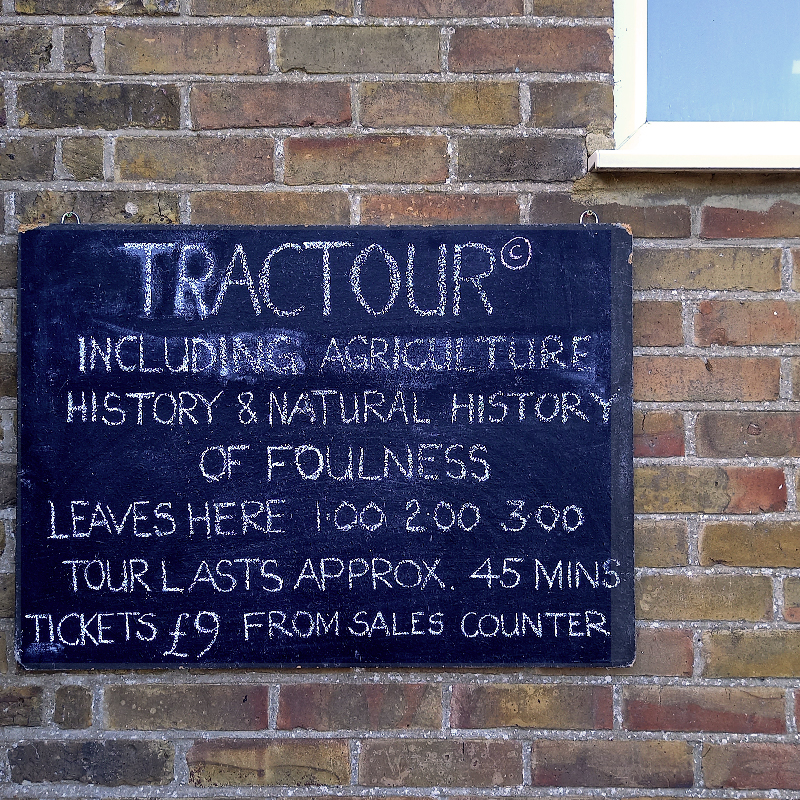 TRACTOUR©
INCLUDING AGRICULTURE
HISTORY & NATURAL HISTORY
OF FOULNESS
LEAVES HERE 1·00 2·00 3·00
TOUR LASTS APPROX. 45 MINS
TICKETS £9 FROM SALES COUNTER